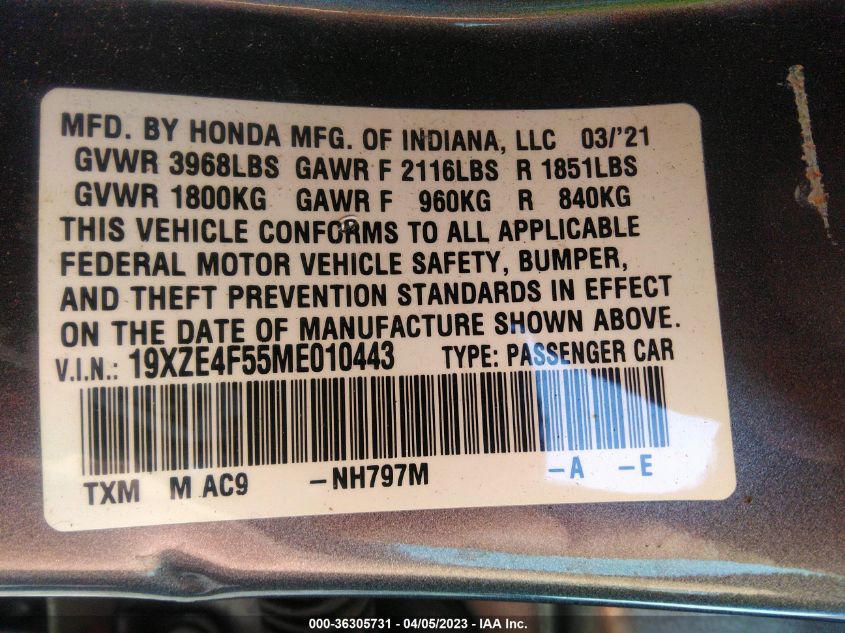 MFD. BY HONDA MFG. OF INDIANA, LLC 03/'21
GVWR 3968LBS GAWR F 2116LBS R 1851LBS
GVWR 1800KG GAWR F 960KG R 840KG
THIS VEHICLE CONFORMS TO ALL APPLICABLE
FEDERAL MOTOR VEHICLE SAFETY, BUMPER,
AND THEFT PREVENTION STANDARDS IN EFFECT
ON THE DATE OF MANUFACTURE SHOWN ABOVE.
V.I.N.: 19XZE4F55ME010443 TYPE: PASSENGER CAR
TXM M AC9 -NH797M -A -E
000-36305731 - 04/05/2023 - IAA Inc.